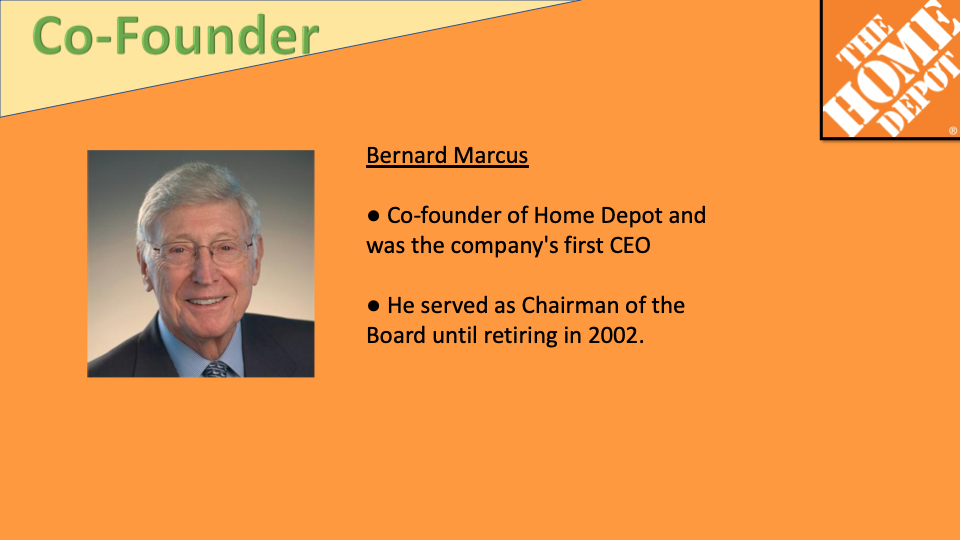 Co-Founder
THE
HOME
DEPOT
®
Bernard Marcus
● Co-founder of Home Depot and
was the company's first CEO
● He served as Chairman of the
Board until retiring in 2002.